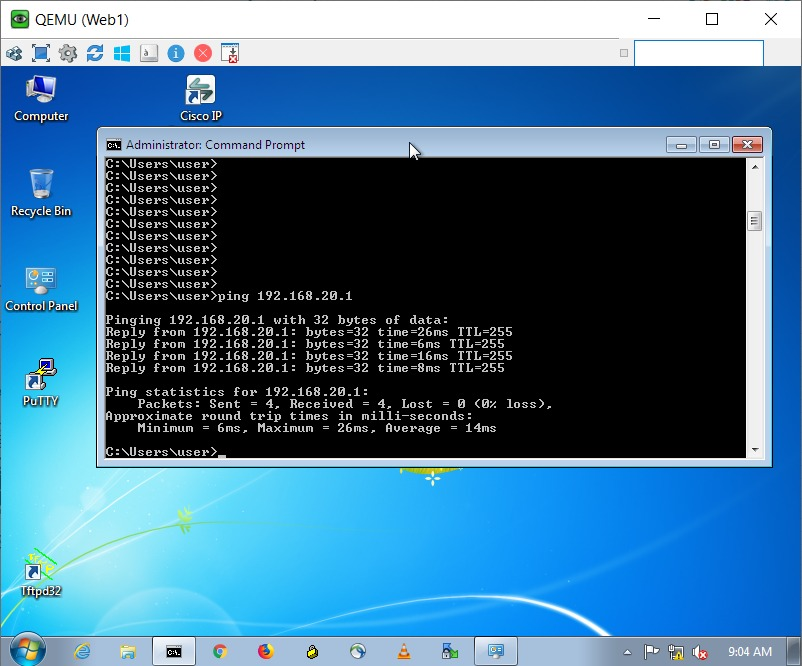 QEMU (Web1)
Computer
Cisco IP
Administrator: Command Prompt
C:\Users\user>
C:\Users\user>
C:\Users\user>
C:\Users\user>
C:\Users\user>
C:\Users\user>
C:\Users\user>
C:\Users\user>
C:\Users\user>
C:\Users\user>
C:\Users\user>
C:\Users\user>ping 192.168.20.1
Pinging 192.168.20.1 with 32 bytes of data:
Reply from 192.168.20.1: bytes=32 time=26ms TTL=255
Reply from 192.168.20.1: bytes=32 time=6ms TTL=255
Reply from 192.168.20.1: bytes=32 time=16ms TTL=255
Reply from 192.168.20.1: bytes=32 time=8ms TTL=255
Ping statistics for 192.168.20.1:
Packets: Sent = 4, Received = 4, Lost = 0 (0% loss),
Approximate round trip times in milli-seconds:
Minimum = 6ms, Maximum = 26ms, Average = 14ms
C:\Users\user>_
Recycle Bin
Control Panel
PuTTY
Tftpd32
9:04 AM